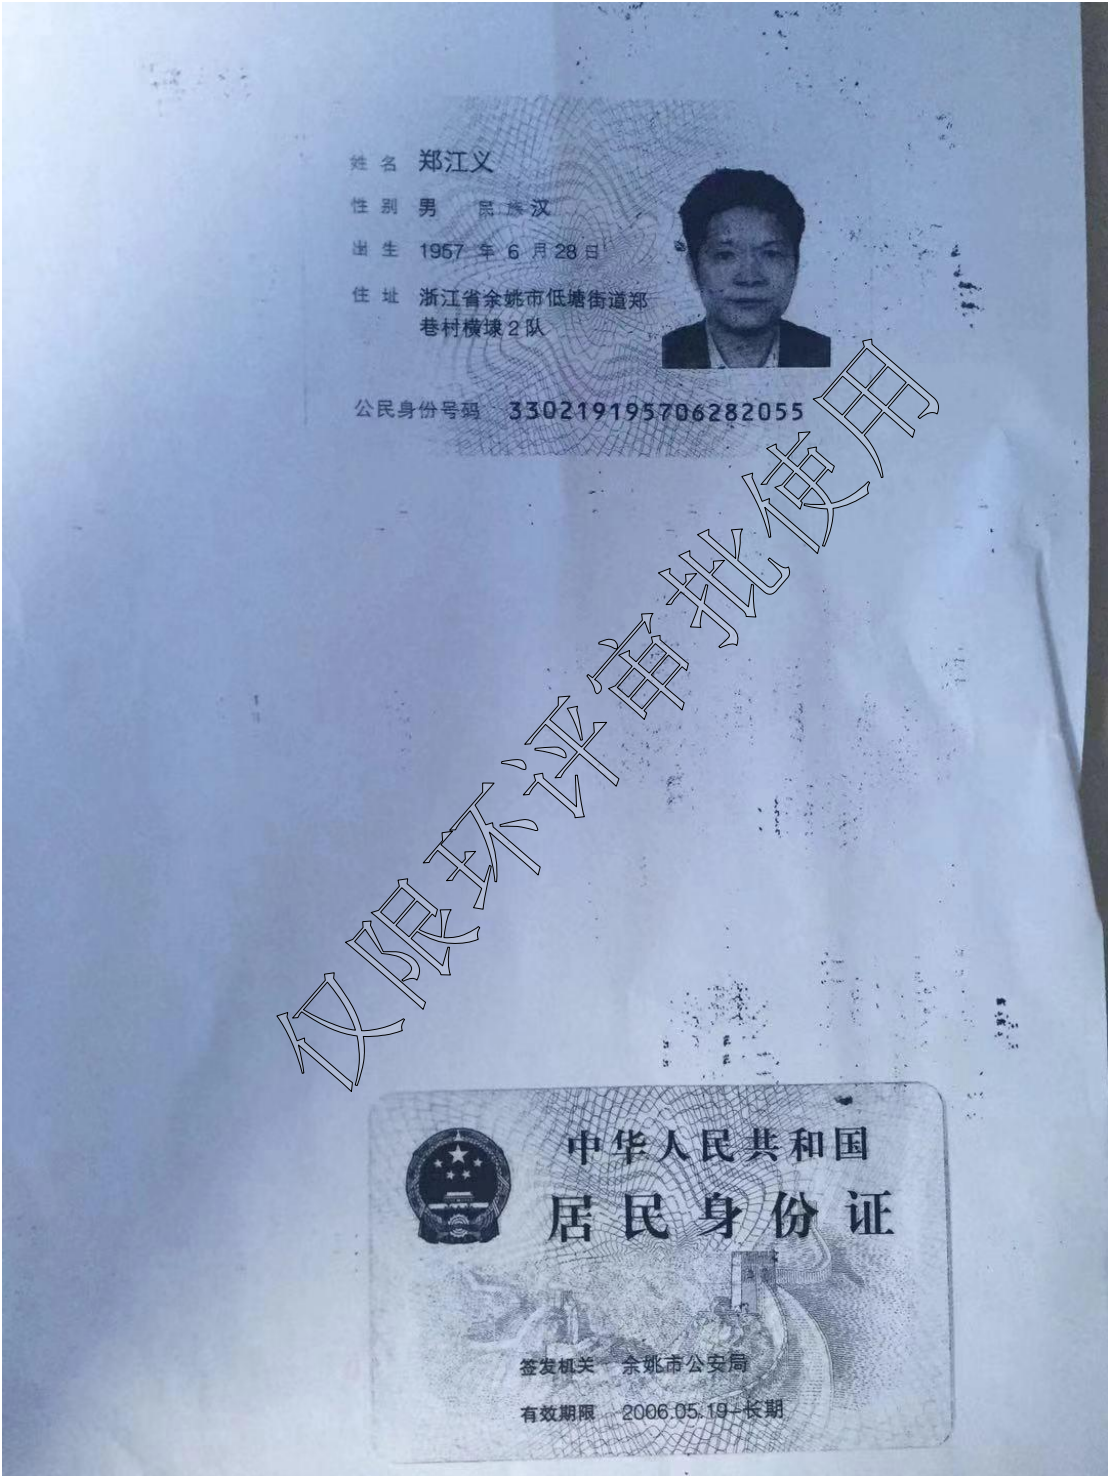 姓名 郑江义
性别 男 民族 汉
出生 1957 年 6 月 28 日
住址 浙江省余姚市低塘街道郑
巷村横埭2队
公民身份号码 330219195706282055
仅限环评审批使用
中华人民共和国
居民身份证
签发机关 余姚市公安局
有效期限 2006.05.19-长期